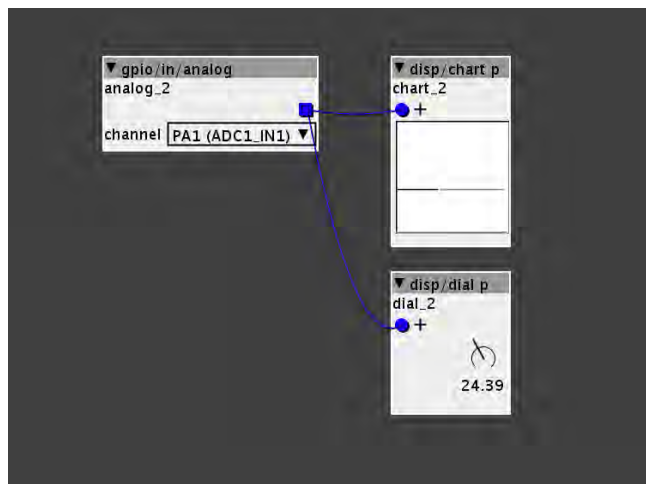 ▼ gpio/in/analog
analog_2
channel PA1 (ADC1_IN1) ▼
▼ disp/chart p
chart_2
+
▼ disp/dial p
dial_2
+
24.39